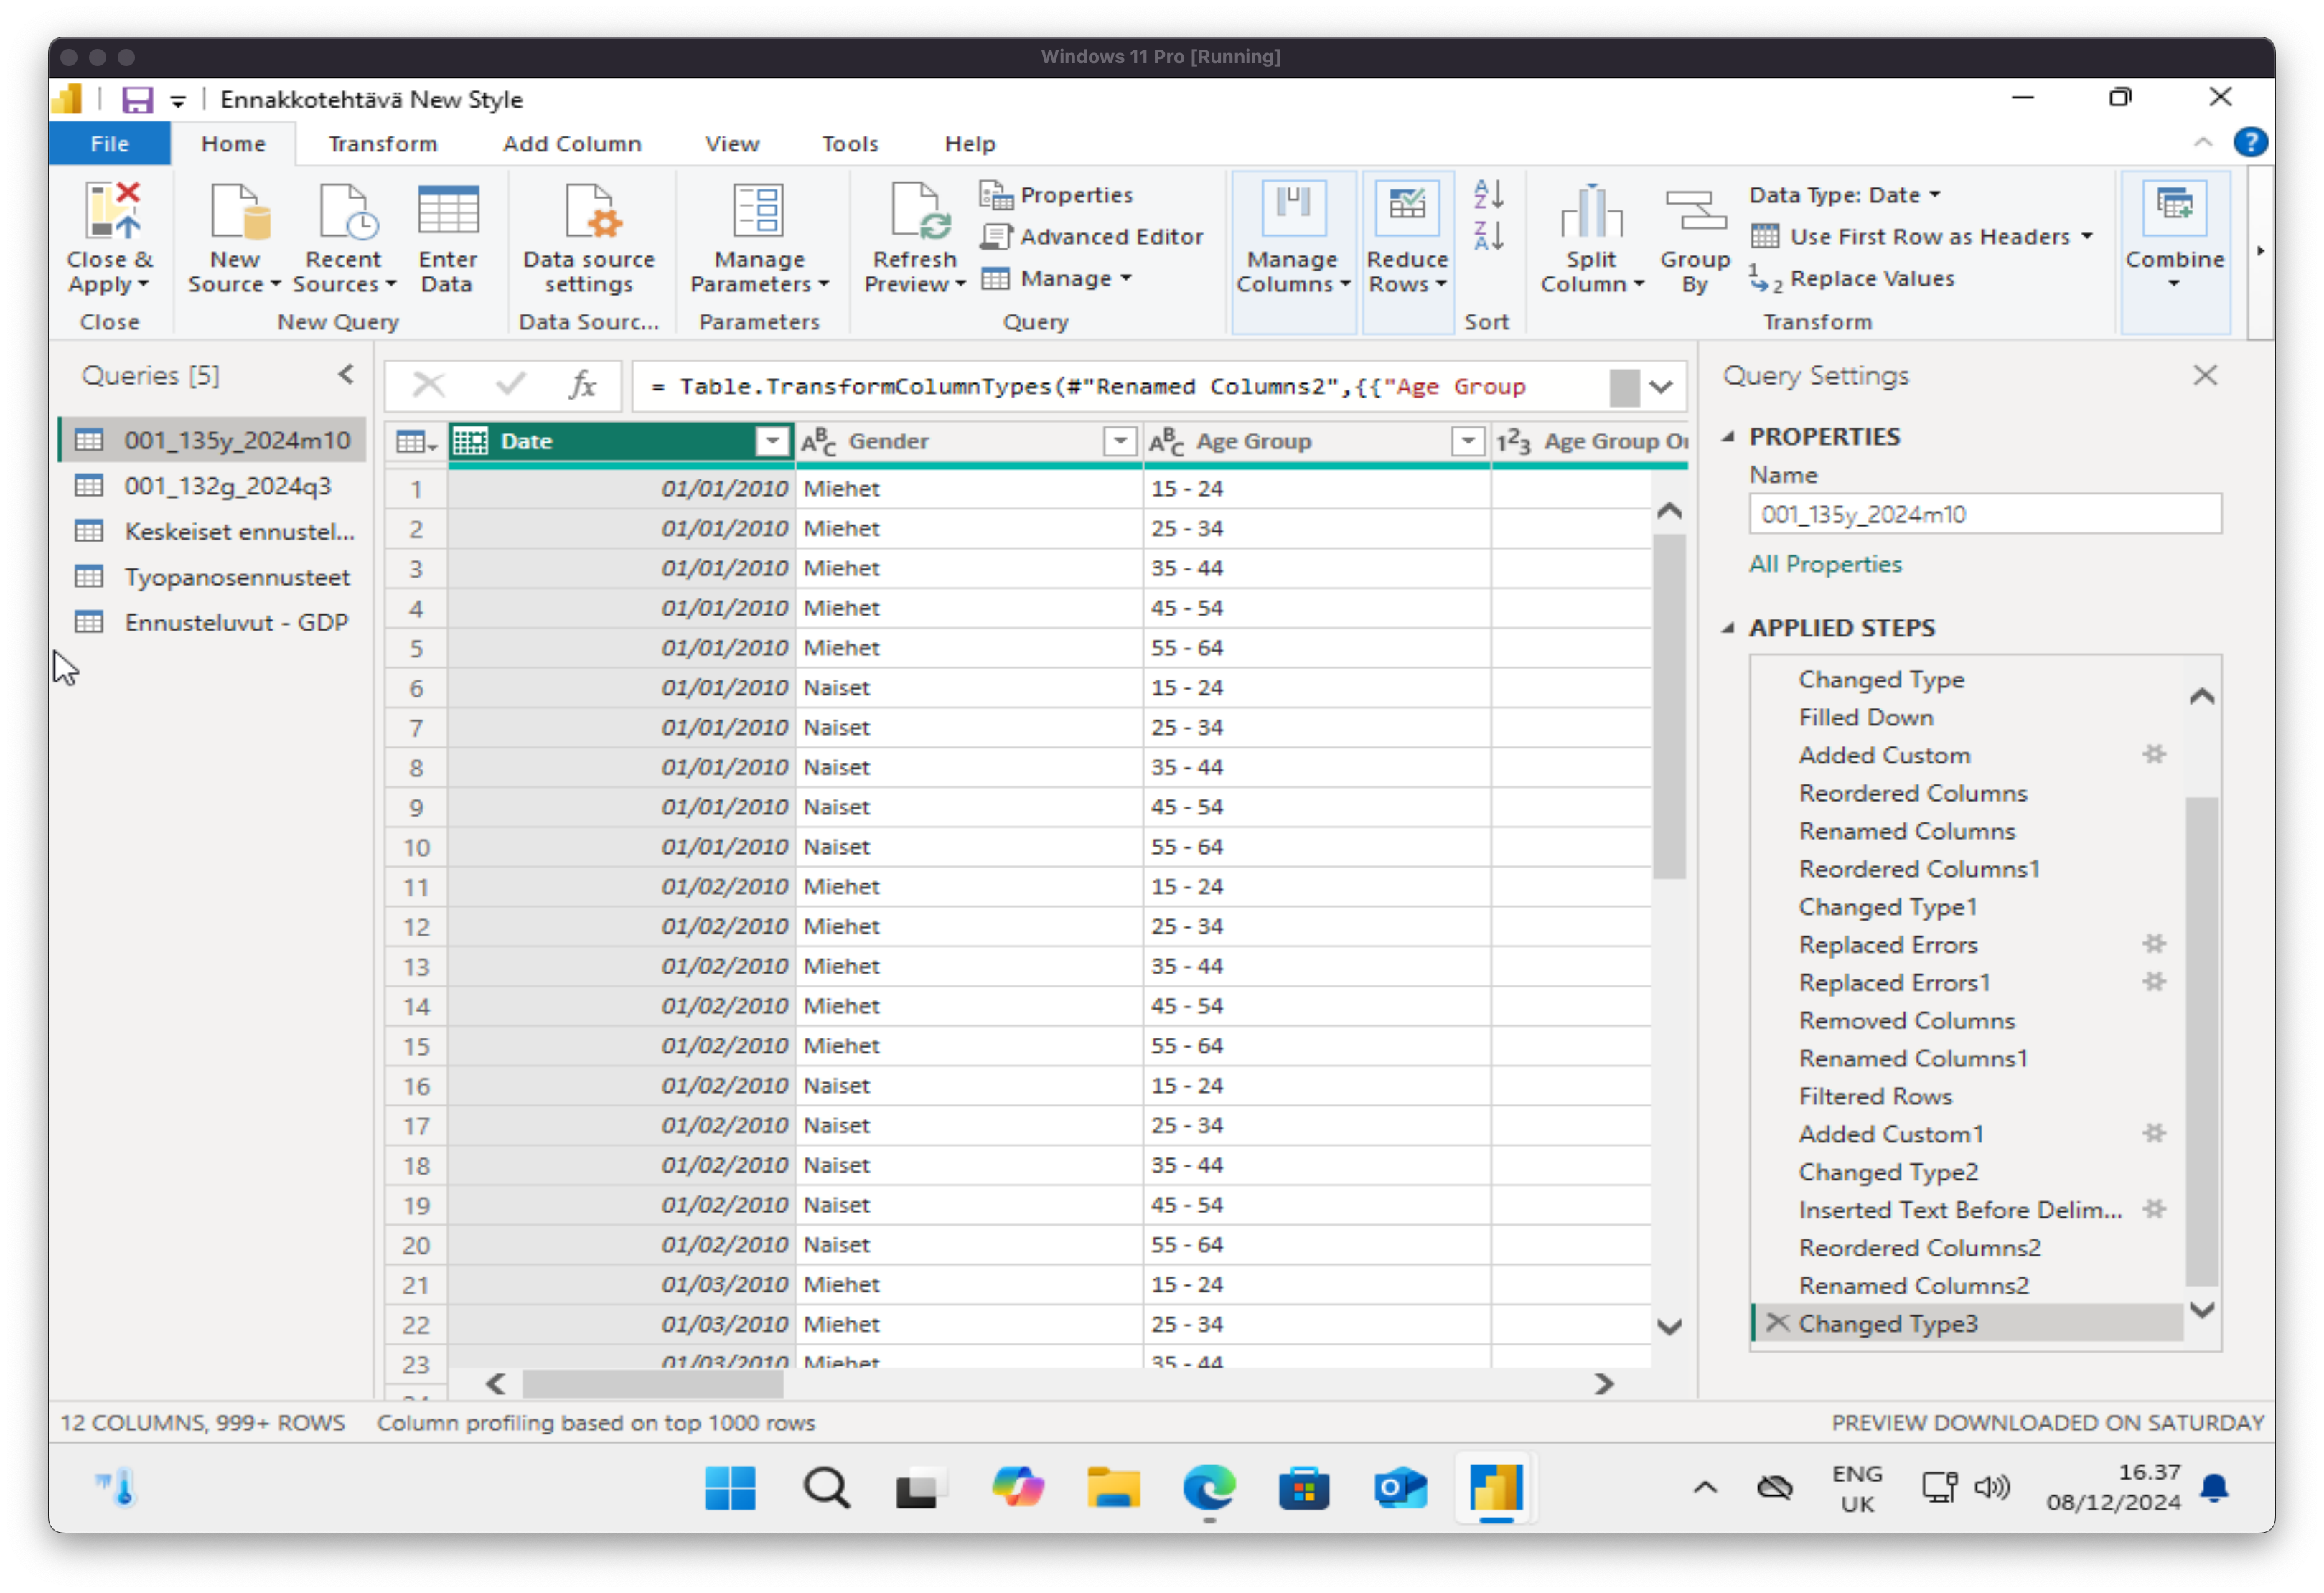 Windows 11 Pro [Running]
Ennakkotehtävä New Style
File Home Transform Add Column View Tools Help
Close & Apply
Close
New Source
Recent Sources
Enter Data
New Query
Data source settings
Data Sourc...
Manage Parameters
Parameters
Refresh Preview
Properties
Advanced Editor
Manage
Query
Manage Columns
Reduce Rows
Sort
Split Column
Group By
Data Type: Date
Use First Row as Headers
Replace Values
Transform
Combine
Queries [5]
001_135y_2024m10
001_132g_2024q3
Keskeiset ennustel...
Tyopanosennusteet
Ennusteluvut - GDP
fx = Table.TransformColumnTypes(#"Renamed Columns2",{{"Age Group
Date ABC Gender ABC Age Group 123 Age Group Or
1 01/01/2010 Miehet 15 - 24
2 01/01/2010 Miehet 25 - 34
3 01/01/2010 Miehet 35 - 44
4 01/01/2010 Miehet 45 - 54
5 01/01/2010 Miehet 55 - 64
6 01/01/2010 Naiset 15 - 24
7 01/01/2010 Naiset 25 - 34
8 01/01/2010 Naiset 35 - 44
9 01/01/2010 Naiset 45 - 54
10 01/01/2010 Naiset 55 - 64
11 01/02/2010 Miehet 15 - 24
12 01/02/2010 Miehet 25 - 34
13 01/02/2010 Miehet 35 - 44
14 01/02/2010 Miehet 45 - 54
15 01/02/2010 Miehet 55 - 64
16 01/02/2010 Naiset 15 - 24
17 01/02/2010 Naiset 25 - 34
18 01/02/2010 Naiset 35 - 44
19 01/02/2010 Naiset 45 - 54
20 01/02/2010 Naiset 55 - 64
21 01/03/2010 Miehet 15 - 24
22 01/03/2010 Miehet 25 - 34
23 01/03/2010 Miehet 35 - 44
Query Settings
PROPERTIES
Name
001_135y_2024m10
All Properties
APPLIED STEPS
Changed Type
Filled Down
Added Custom
Reordered Columns
Renamed Columns
Reordered Columns1
Changed Type1
Replaced Errors
Replaced Errors1
Removed Columns
Renamed Columns1
Filtered Rows
Added Custom1
Changed Type2
Inserted Text Before Delim...
Reordered Columns2
Renamed Columns2
Changed Type3
12 COLUMNS, 999+ ROWS Column profiling based on top 1000 rows PREVIEW DOWNLOADED ON SATURDAY
ENG
UK
16.37
08/12/2024